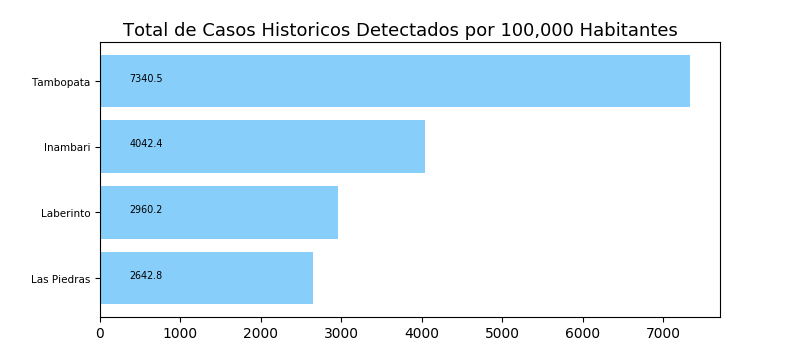 Total de Casos Historicos Detectados por 100,000 Habitantes
Tambopata 7340.5
Inambari 4042.4
Laberinto 2960.2
Las Piedras 2642.8
0 1000 2000 3000 4000 5000 6000 7000